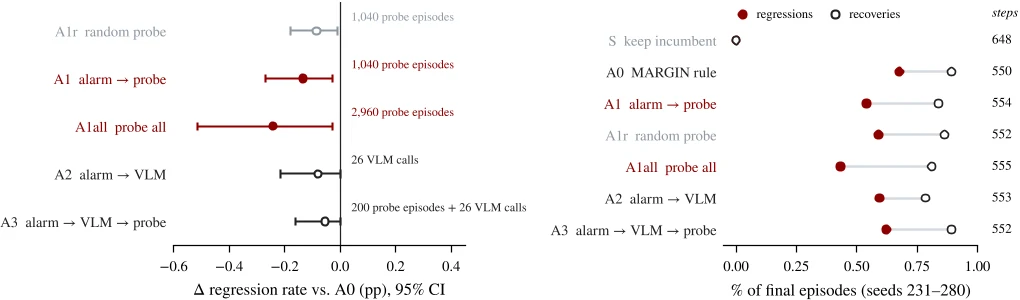 A1r random probe
1,040 probe episodes
A1 alarm → probe
1,040 probe episodes
A1all probe all
2,960 probe episodes
A2 alarm → VLM
26 VLM calls
A3 alarm → VLM → probe
200 probe episodes + 26 VLM calls
−0.6 −0.4 −0.2 0.0 0.2 0.4
Δ regression rate vs. A0 (pp), 95% CI
regressions recoveries steps
S keep incumbent 648
A0 MARGIN rule 550
A1 alarm → probe 554
A1r random probe 552
A1all probe all 555
A2 alarm → VLM 553
A3 alarm → VLM → probe 552
0.00 0.25 0.50 0.75 1.00
% of final episodes (seeds 231–280)